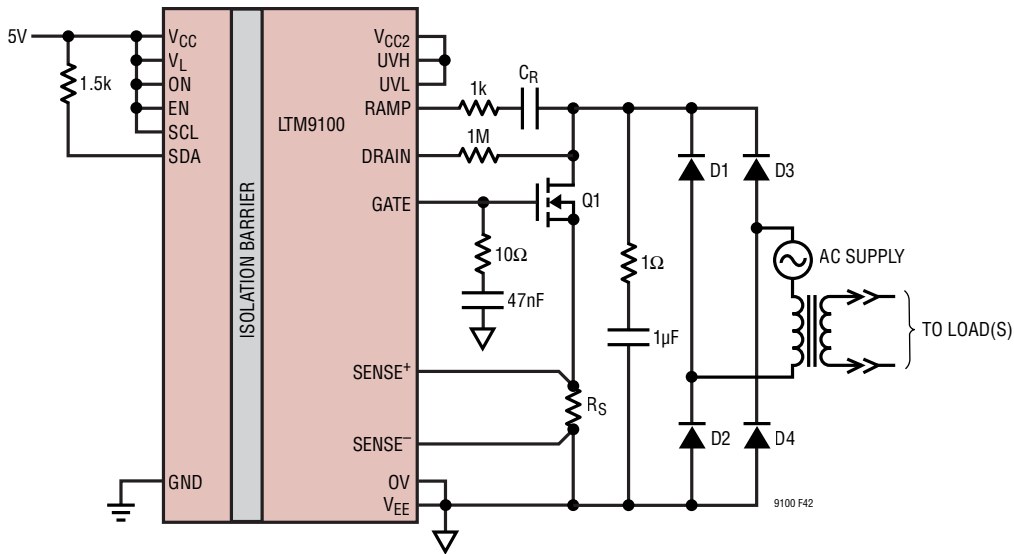 5V
1.5k
VCC
VL
ON
EN
SCL
SDA
GND
ISOLATION BARRIER
LTM9100
VCC2
UVH
UVL
RAMP
DRAIN
GATE
SENSE+
SENSE−
OV
VEE
1k
CR
1M
Q1
10Ω
47nF
RS
1Ω
1µF
D1
D3
D2
D4
AC SUPPLY
TO LOAD(S)
9100 F42